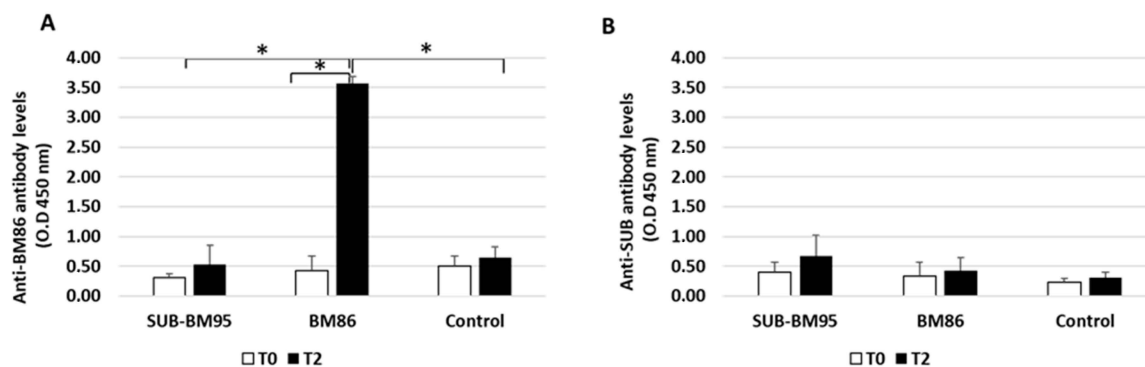 A
Anti-BM86 antibody levels
(O.D 450 nm)
4.00
3.50
3.00
2.50
2.00
1.50
1.00
0.50
0.00
*
*
*
SUB-BM95
BM86
Control
T0
T2
B
Anti-SUB antibody levels
(O.D 450 nm)
4.00
3.50
3.00
2.50
2.00
1.50
1.00
0.50
0.00
SUB-BM95
BM86
Control
T0
T2